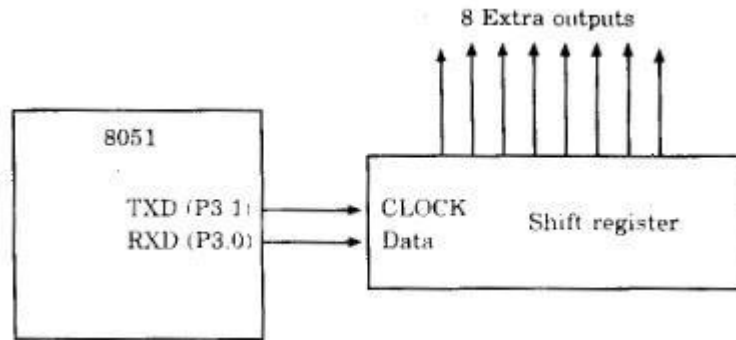 8 Extra outputs
8051
TXD (P3.1)
CLOCK
Shift register
RXD (P3.0)
Data